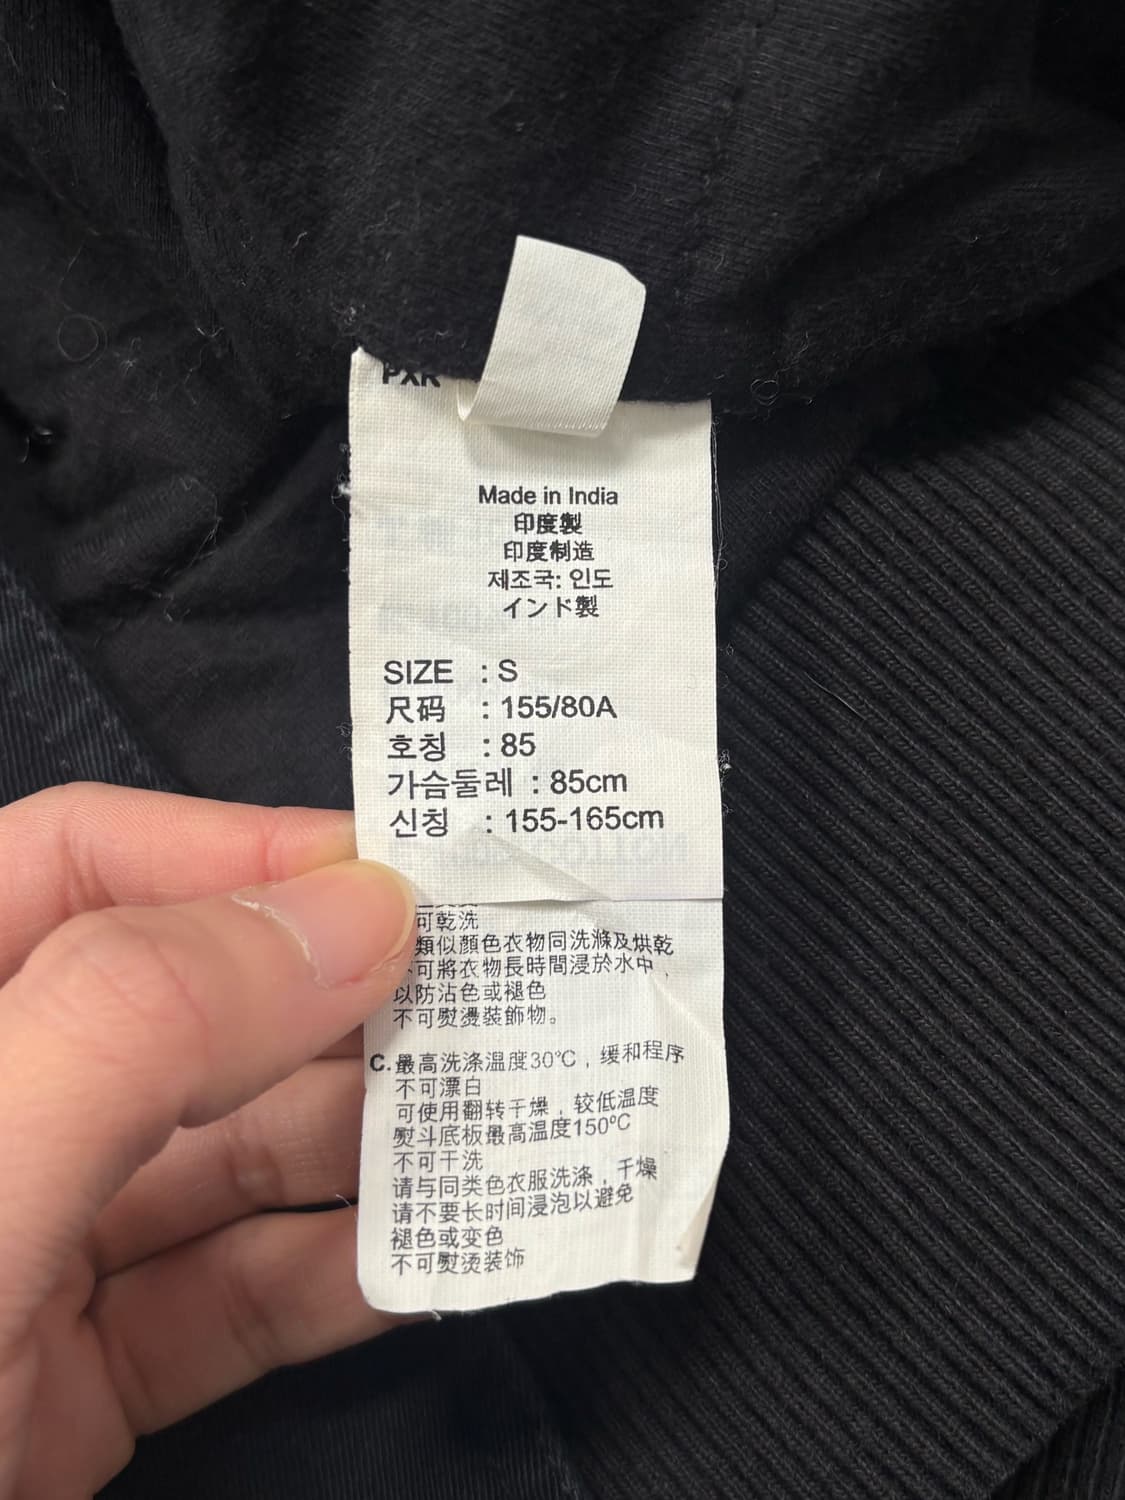 PXR
Made in India
印度製
印度制造
제조국: 인도
インド製
SIZE : S
尺码 : 155/80A
호칭 : 85
가슴둘레 : 85cm
신칭 : 155-165cm
可乾洗
類似顏色衣物同洗滌及烘乾
不可將衣物長時間浸於水中，
以防沾色或褪色
不可熨燙裝飾物。
C.最高洗涤温度30°C，缓和程序
不可漂白
可使用翻转干燥，较低温度
熨斗底板最高温度150ºC
不可干洗
请与同类色衣服洗涤，干燥
请不要长时间浸泡以避免
褪色或变色
不可熨烫装饰